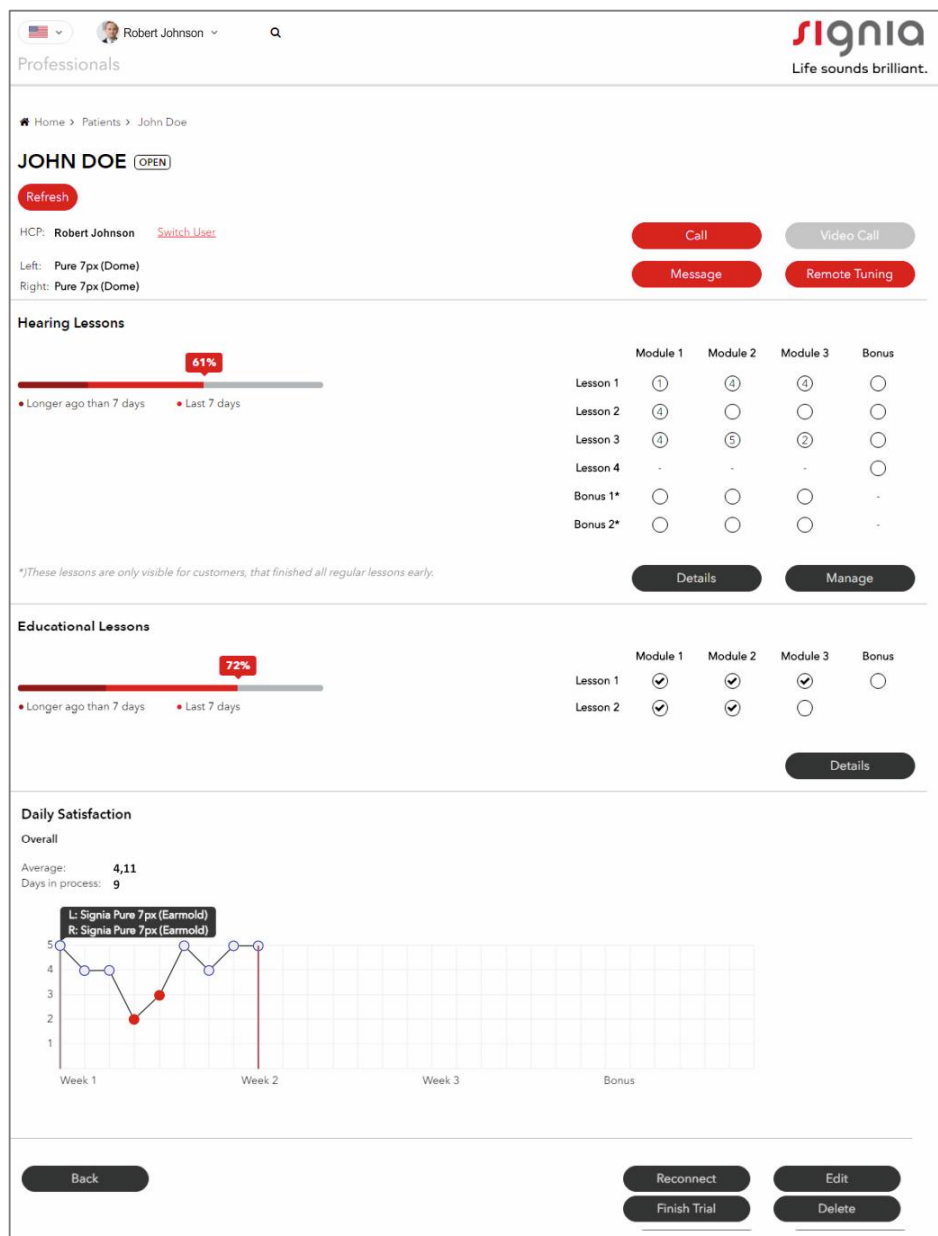 Robert Johnson
signia
Professionals
Life sounds brilliant.
Home > Patients > John Doe
JOHN DOE OPEN
Refresh
HCP: Robert Johnson Switch User
Call Video Call
Left: Pure 7px (Dome)
Message Remote Tuning
Right: Pure 7px (Dome)
Hearing Lessons
Module 1 Module 2 Module 3 Bonus
61%
Lesson 1 1 4 4
• Longer ago than 7 days • Last 7 days
Lesson 2 4
Lesson 3 4 5 2
Lesson 4 - - -
Bonus 1* -
Bonus 2* -
*)These lessons are only visible for customers, that finished all regular lessons early.
Details Manage
Educational Lessons
Module 1 Module 2 Module 3 Bonus
72%
Lesson 1
• Longer ago than 7 days • Last 7 days
Lesson 2
Details
Daily Satisfaction
Overall
Average: 4,11
Days in process: 9
L: Signia Pure 7px (Earmold)
R: Signia Pure 7px (Earmold)
5
4
3
2
1
Week 1 Week 2 Week 3 Bonus
Back Reconnect Edit
Finish Trial Delete